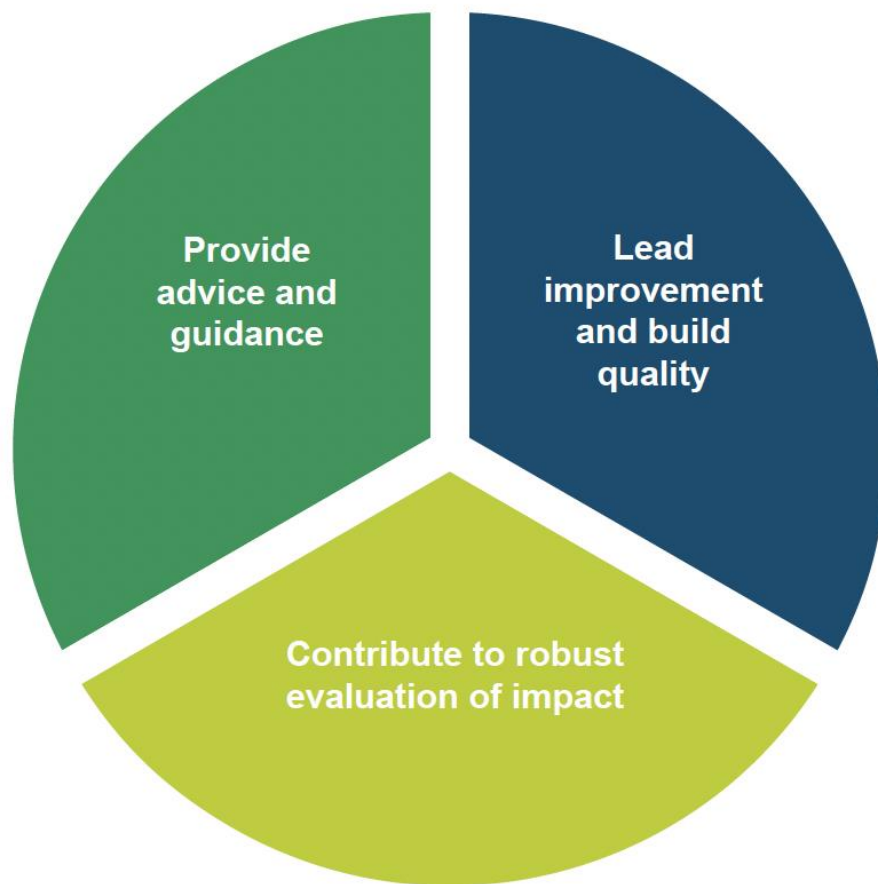 Provide
advice and
guidance
Lead
improvement
and build
quality
Contribute to robust
evaluation of impact